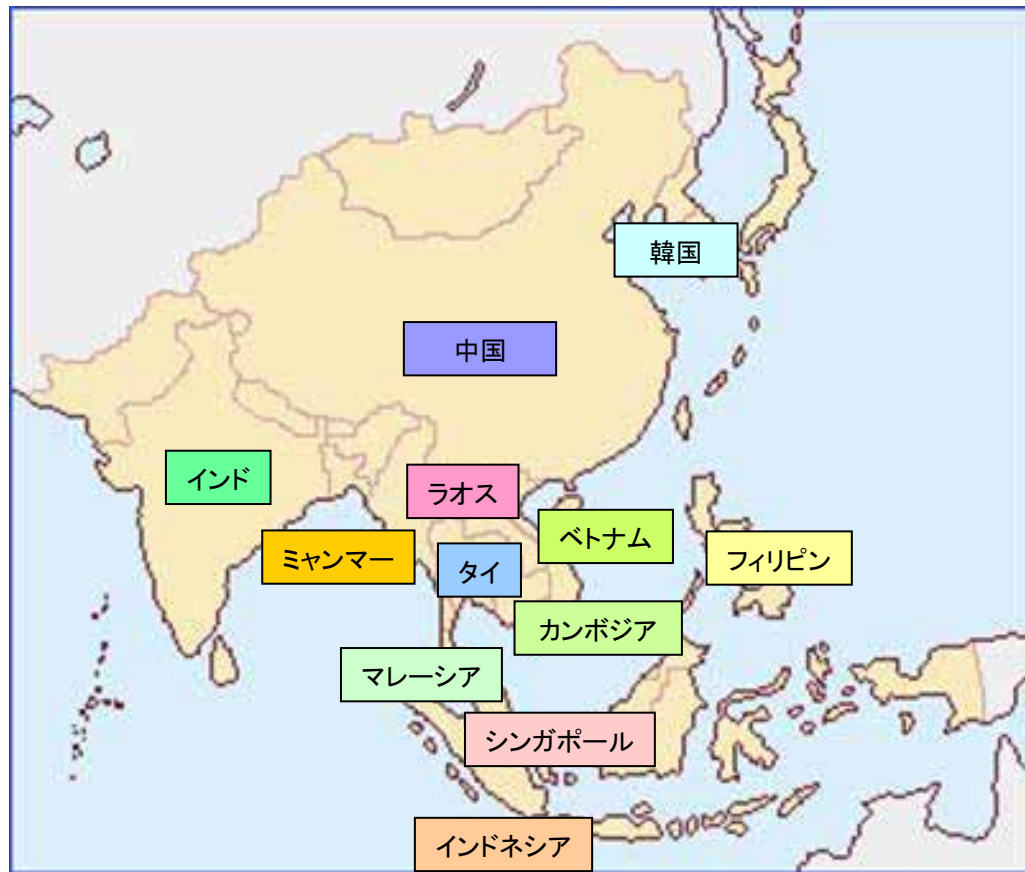 韓国
中国
インド
ラオス
ベトナム
ミャンマー
タイ
フィリピン
カンボジア
マレーシア
シンガポール
インドネシア